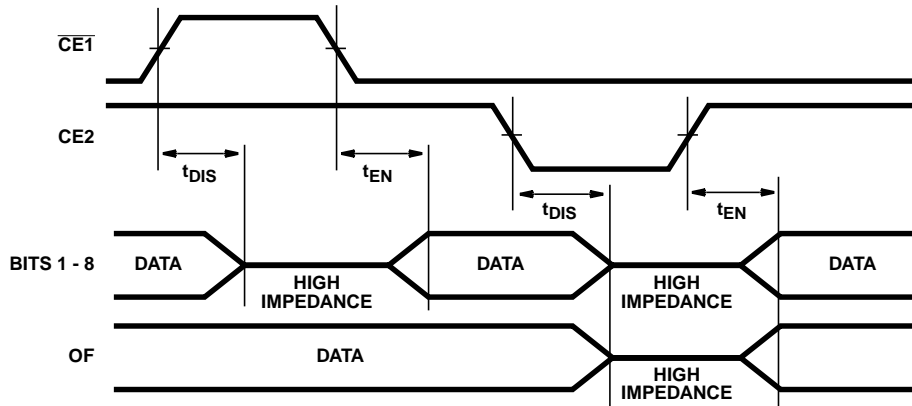 CE1
CE2
tDIS
tEN
tDIS
tEN
BITS 1 - 8
DATA
HIGH
IMPEDANCE
DATA
HIGH
IMPEDANCE
DATA
OF
DATA
HIGH
IMPEDANCE